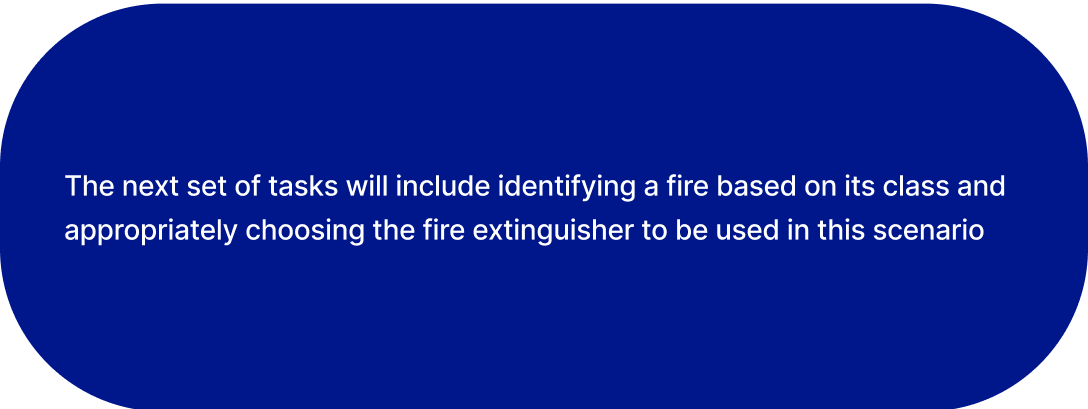 The next set of tasks will include identifying a fire based on its class and
appropriately choosing the fire extinguisher to be used in this scenario